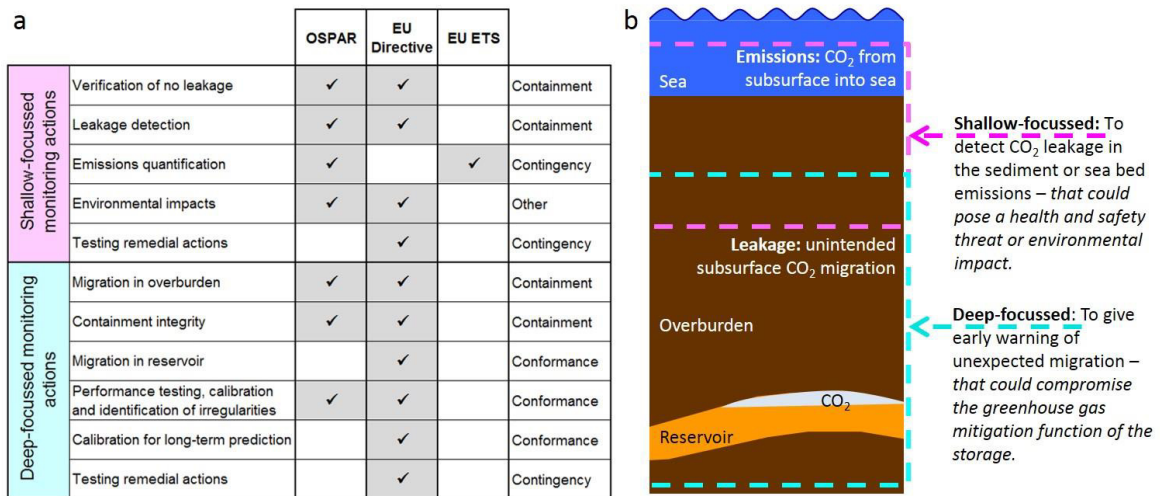 a
OSPAR
EU
Directive
EU ETS
Shallow-focussed
monitoring actions
Verification of no leakage ✓ ✓ Containment
Leakage detection ✓ ✓ Containment
Emissions quantification ✓ ✓ Contingency
Environmental impacts ✓ ✓ Other
Testing remedial actions ✓ Contingency
Deep-focussed monitoring
actions
Migration in overburden ✓ ✓ Containment
Containment integrity ✓ ✓ Containment
Migration in reservoir ✓ Conformance
Performance testing, calibration
and identification of irregularities ✓ ✓ Conformance
Calibration for long-term prediction ✓ Conformance
Testing remedial actions ✓ Contingency
b
Emissions: CO₂ from
subsurface into sea
Sea
Leakage: unintended
subsurface CO₂ migration
Overburden
CO₂
Reservoir
Shallow-focussed: To
detect CO₂ leakage in
the sediment or sea bed
emissions – that could
pose a health and safety
threat or environmental
impact.
Deep-focussed: To give
early warning of
unexpected migration –
that could compromise
the greenhouse gas
mitigation function of the
storage.